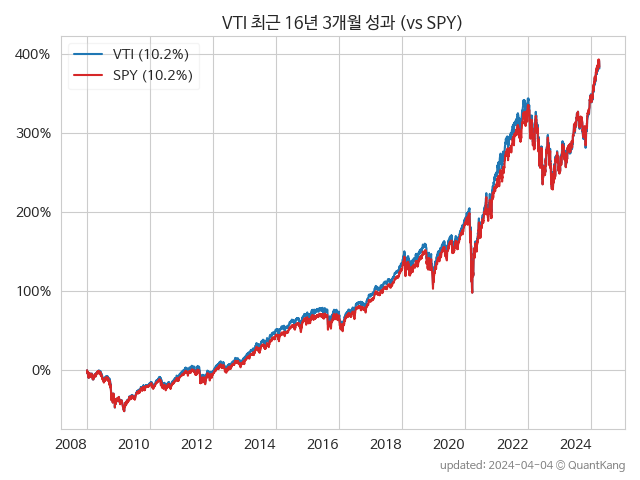 VTI 최근 16년 3개월 성과 (vs SPY)
VTI (10.2%)
SPY (10.2%)
400%
300%
200%
100%
0%
2008 2010 2012 2014 2016 2018 2020 2022 2024
updated: 2024-04-04 © QuantKang